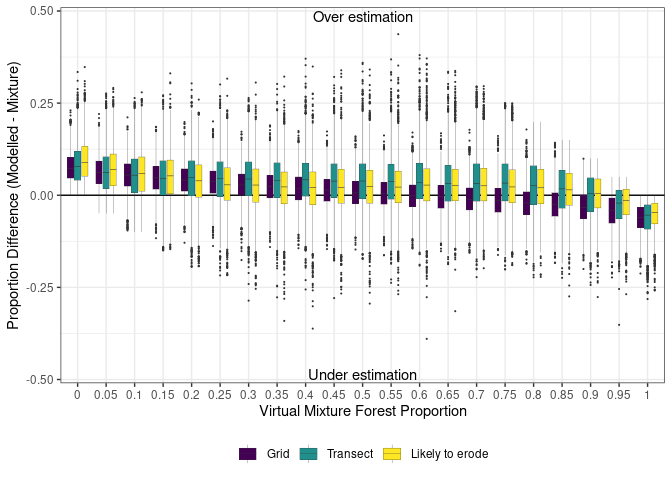 Over estimation
0.50
0.25
0.00
-0.25
-0.50
Proportion Difference (Modelled - Mixture)
Under estimation
0 0.05 0.1 0.15 0.2 0.25 0.3 0.35 0.4 0.45 0.5 0.55 0.6 0.65 0.7 0.75 0.8 0.85 0.9 0.95 1
Virtual Mixture Forest Proportion
Grid Transect Likely to erode